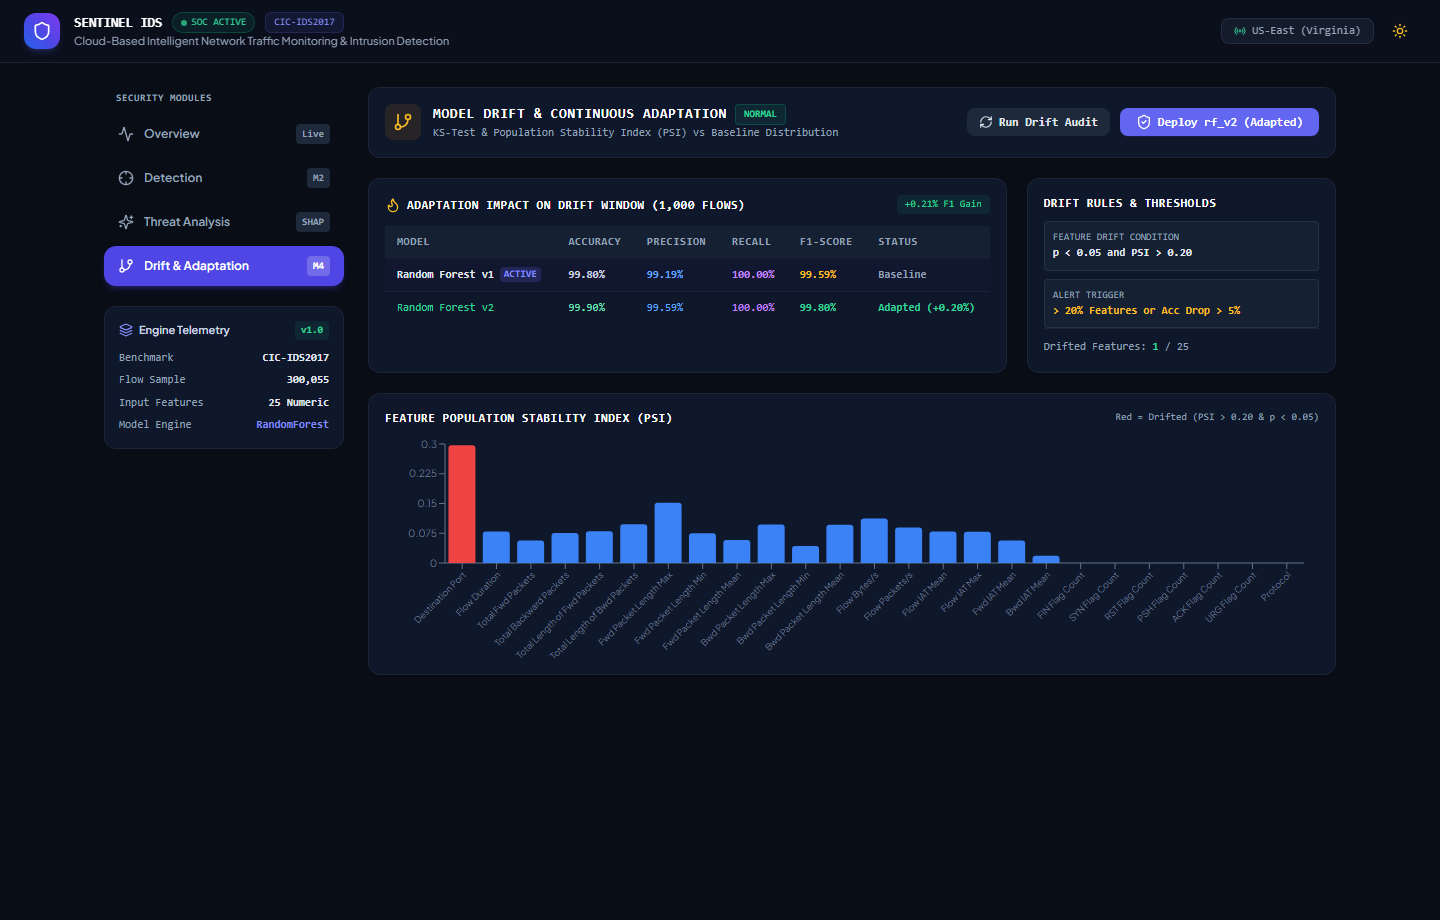 SENTINEL IDS
SOC ACTIVE
CIC-IDS2017
Cloud-Based Intelligent Network Traffic Monitoring & Intrusion Detection
US-East (Virginia)
SECURITY MODULES
Overview
Live
Detection
M2
Threat Analysis
SHAP
Drift & Adaptation
M4
Engine Telemetry
v1.0
Benchmark CIC-IDS2017
Flow Sample 300,055
Input Features 25 Numeric
Model Engine RandomForest
MODEL DRIFT & CONTINUOUS ADAPTATION
NORMAL
KS-Test & Population Stability Index (PSI) vs Baseline Distribution
Run Drift Audit
Deploy rf_v2 (Adapted)
ADAPTATION IMPACT ON DRIFT WINDOW (1,000 FLOWS)
+0.21% F1 Gain
MODEL ACCURACY PRECISION RECALL F1-SCORE STATUS
Random Forest v1 ACTIVE 99.80% 99.19% 100.00% 99.59% Baseline
Random Forest v2 99.90% 99.59% 100.00% 99.80% Adapted (+0.20%)
DRIFT RULES & THRESHOLDS
FEATURE DRIFT CONDITION
p < 0.05 and PSI > 0.20
ALERT TRIGGER
> 20% Features or Acc Drop > 5%
Drifted Features: 1 / 25
FEATURE POPULATION STABILITY INDEX (PSI)
Red = Drifted (PSI > 0.20 & p < 0.05)
0.3
0.225
0.15
0.075
0
Destination Port
Flow Duration
Total Fwd Packets
Total Backward Packets
Total Length of Fwd Packets
Total Length of Bwd Packets
Fwd Packet Length Max
Fwd Packet Length Min
Fwd Packet Length Mean
Bwd Packet Length Max
Bwd Packet Length Min
Bwd Packet Length Mean
Flow Bytes/s
Flow Packets/s
Flow IAT Mean
Flow IAT Max
Fwd IAT Mean
Bwd IAT Mean
FIN Flag Count
SYN Flag Count
RST Flag Count
PSH Flag Count
ACK Flag Count
URG Flag Count
Protocol